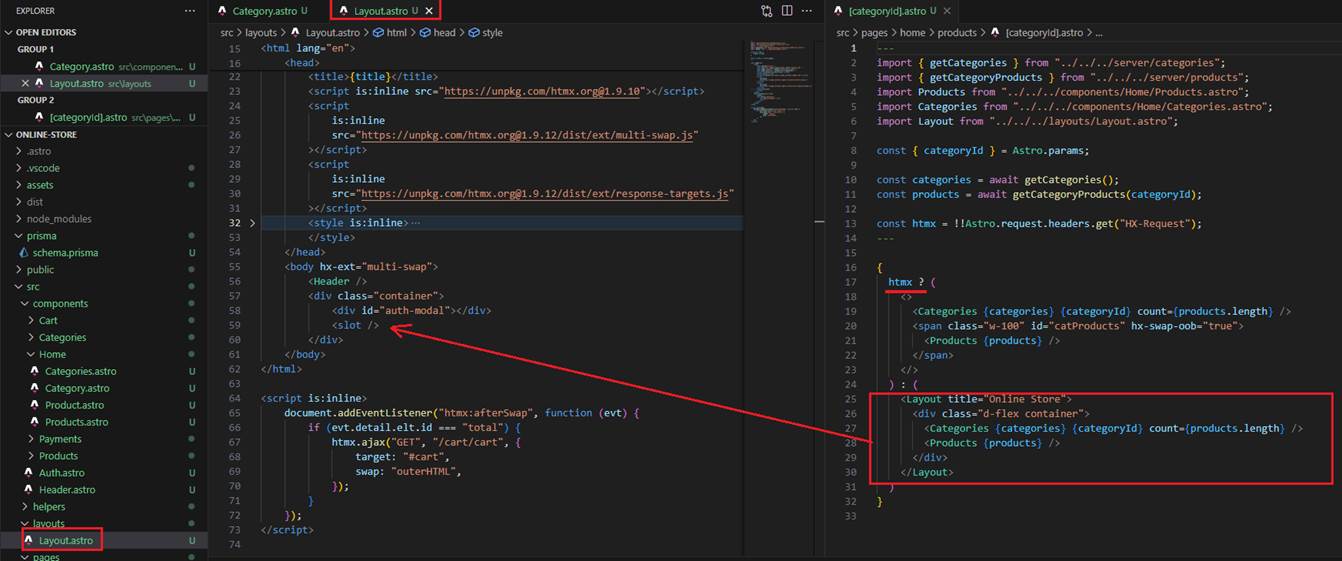 EXPLORER
OPEN EDITORS
GROUP 1
Category.astro src\componen... U
Layout.astro src\layouts U
GROUP 2
[categoryId].astro src\pages\... U
ONLINE-STORE
.astro
.vscode
assets
dist
node_modules
prisma
schema.prisma U
public
src
components
Cart
Categories
Home
Categories.astro U
Category.astro U
Product.astro U
Products.astro U
Payments
Products
Auth.astro U
Header.astro U
helpers
layouts
Layout.astro U
pages
Category.astro U
Layout.astro U
src > layouts > Layout.astro > html > head > style
15 <html lang="en">
16 <head>
22 <title>{title}</title>
23 <script is:inline src="https://unpkg.com/htmx.org@1.9.10"></script>
24 <script
25 is:inline
26 src="https://unpkg.com/htmx.org@1.9.12/dist/ext/multi-swap.js"
27 ></script>
28 <script
29 is:inline
30 src="https://unpkg.com/htmx.org@1.9.12/dist/ext/response-targets.js"
31 ></script>
32 <style is:inline>…
53 </style>
54 </head>
55 <body hx-ext="multi-swap">
56 <Header />
57 <div class="container">
58 <div id="auth-modal"></div>
59 <slot />
60 </div>
61 </body>
62 </html>
63
64 <script is:inline>
65 document.addEventListener("htmx:afterSwap", function (evt) {
66 if (evt.detail.elt.id === "total") {
67 htmx.ajax("GET", "/cart/cart", {
68 target: "#cart",
69 swap: "outerHTML",
70 });
71 }
72 });
73 </script>
74
[categoryId].astro U
src > pages > home > products > [categoryId].astro > ...
1 ---
2 import { getCategories } from "../../../server/categories";
3 import { getCategoryProducts } from "../../../server/products";
4 import Products from "../../../components/Home/Products.astro";
5 import Categories from "../../../components/Home/Categories.astro";
6 import Layout from "../../../layouts/Layout.astro";
7
8 const { categoryId } = Astro.params;
9
10 const categories = await getCategories();
11 const products = await getCategoryProducts(categoryId);
12
13 const htmx = !!Astro.request.headers.get("HX-Request");
14 ---
15
16 {
17 htmx ? (
18 <>
19 <Categories {categories} {categoryId} count={products.length} />
20 <span class="w-100" id="catProducts" hx-swap-oob="true">
21 <Products {products} />
22 </span>
23 </>
24 ) : (
25 <Layout title="Online Store">
26 <div class="d-flex container">
27 <Categories {categories} {categoryId} count={products.length} />
28 <Products {products} />
29 </div>
30 </Layout>
31 )
32 }
33